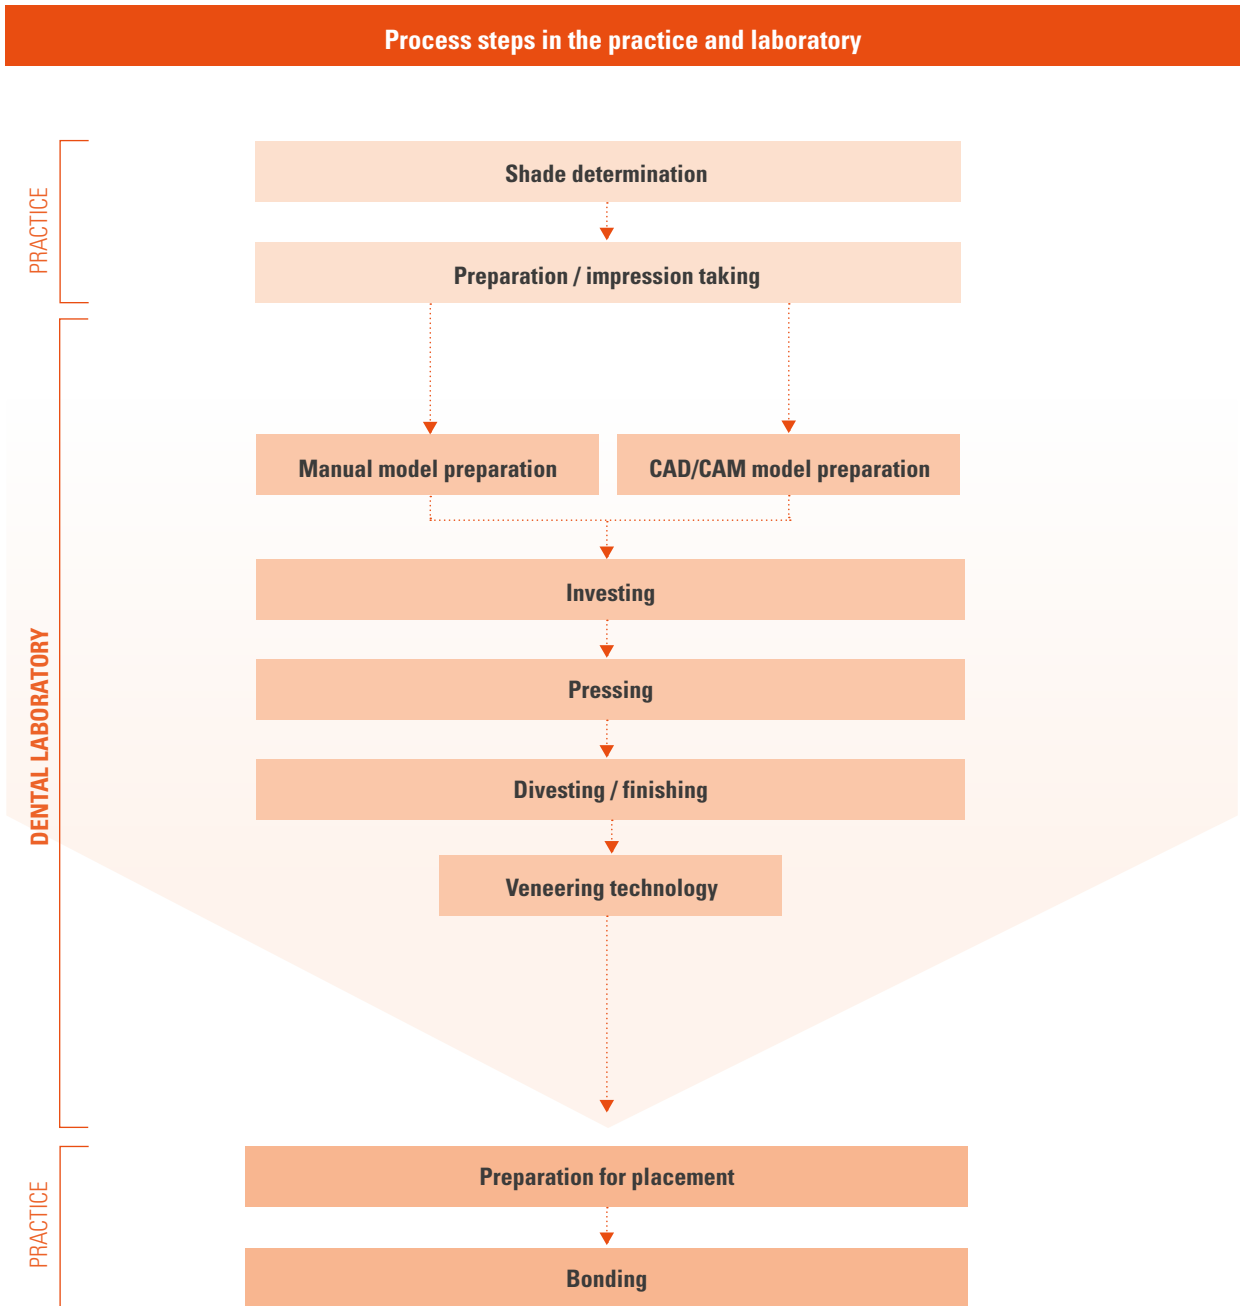 Process steps in the practice and laboratory
PRACTICE
Shade determination
Preparation / impression taking
DENTAL LABORATORY
Manual model preparation
CAD/CAM model preparation
Investing
Pressing
Divesting / finishing
Veneering technology
PRACTICE
Preparation for placement
Bonding